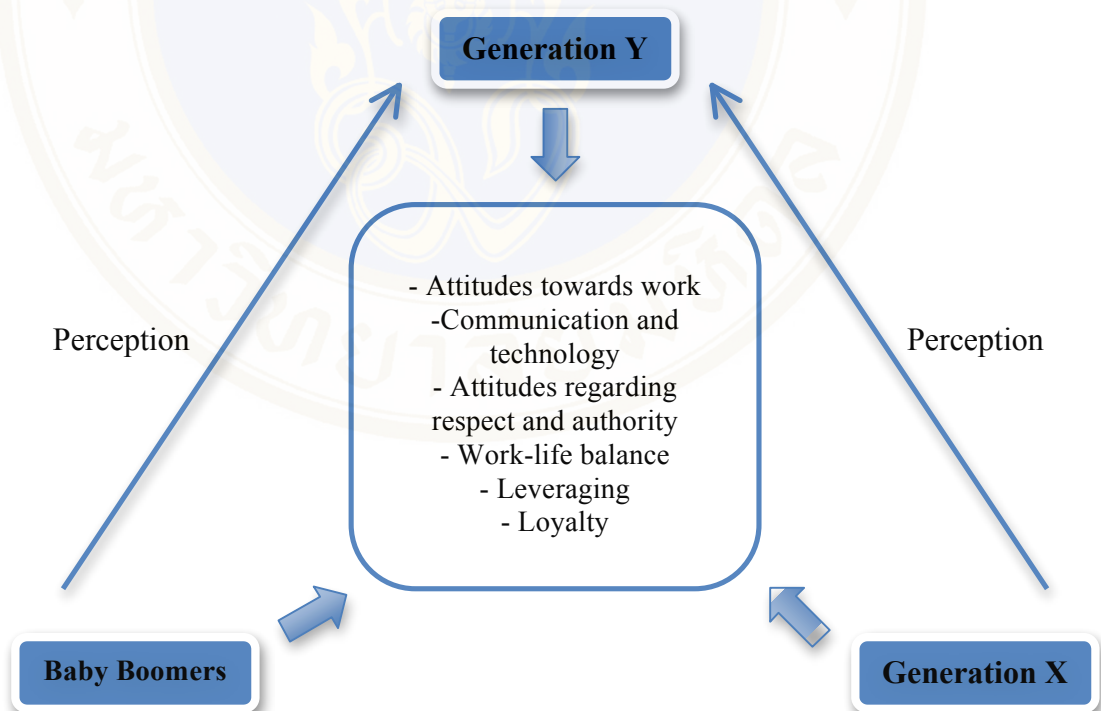 Generation Y
- Attitudes towards work
-Communication and
technology
- Attitudes regarding
respect and authority
- Work-life balance
- Leveraging
- Loyalty
Perception
Perception
Baby Boomers
Generation X